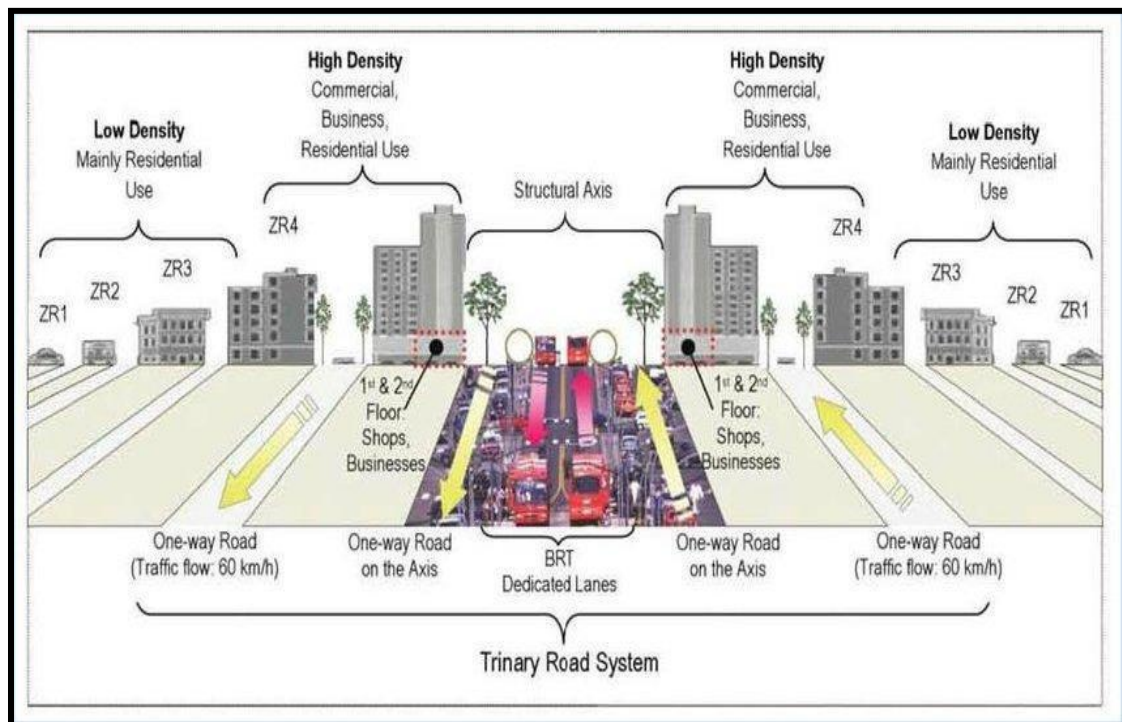 High Density
Commercial,
Business,
Residential Use
High Density
Commercial,
Business,
Residential Use
Low Density
Mainly Residential
Use
Low Density
Mainly Residential
Use
Structural Axis
ZR4
ZR4
ZR3
ZR3
ZR2
ZR2
ZR1
ZR1
1st & 2nd
Floor:
Shops,
Businesses
1st & 2nd
Floor:
Shops,
Businesses
One-way Road
(Traffic flow: 60 km/h)
One-way Road
on the Axis
BRT
Dedicated Lanes
One-way Road
on the Axis
One-way Road
(Traffic flow: 60 km/h)
Trinary Road System